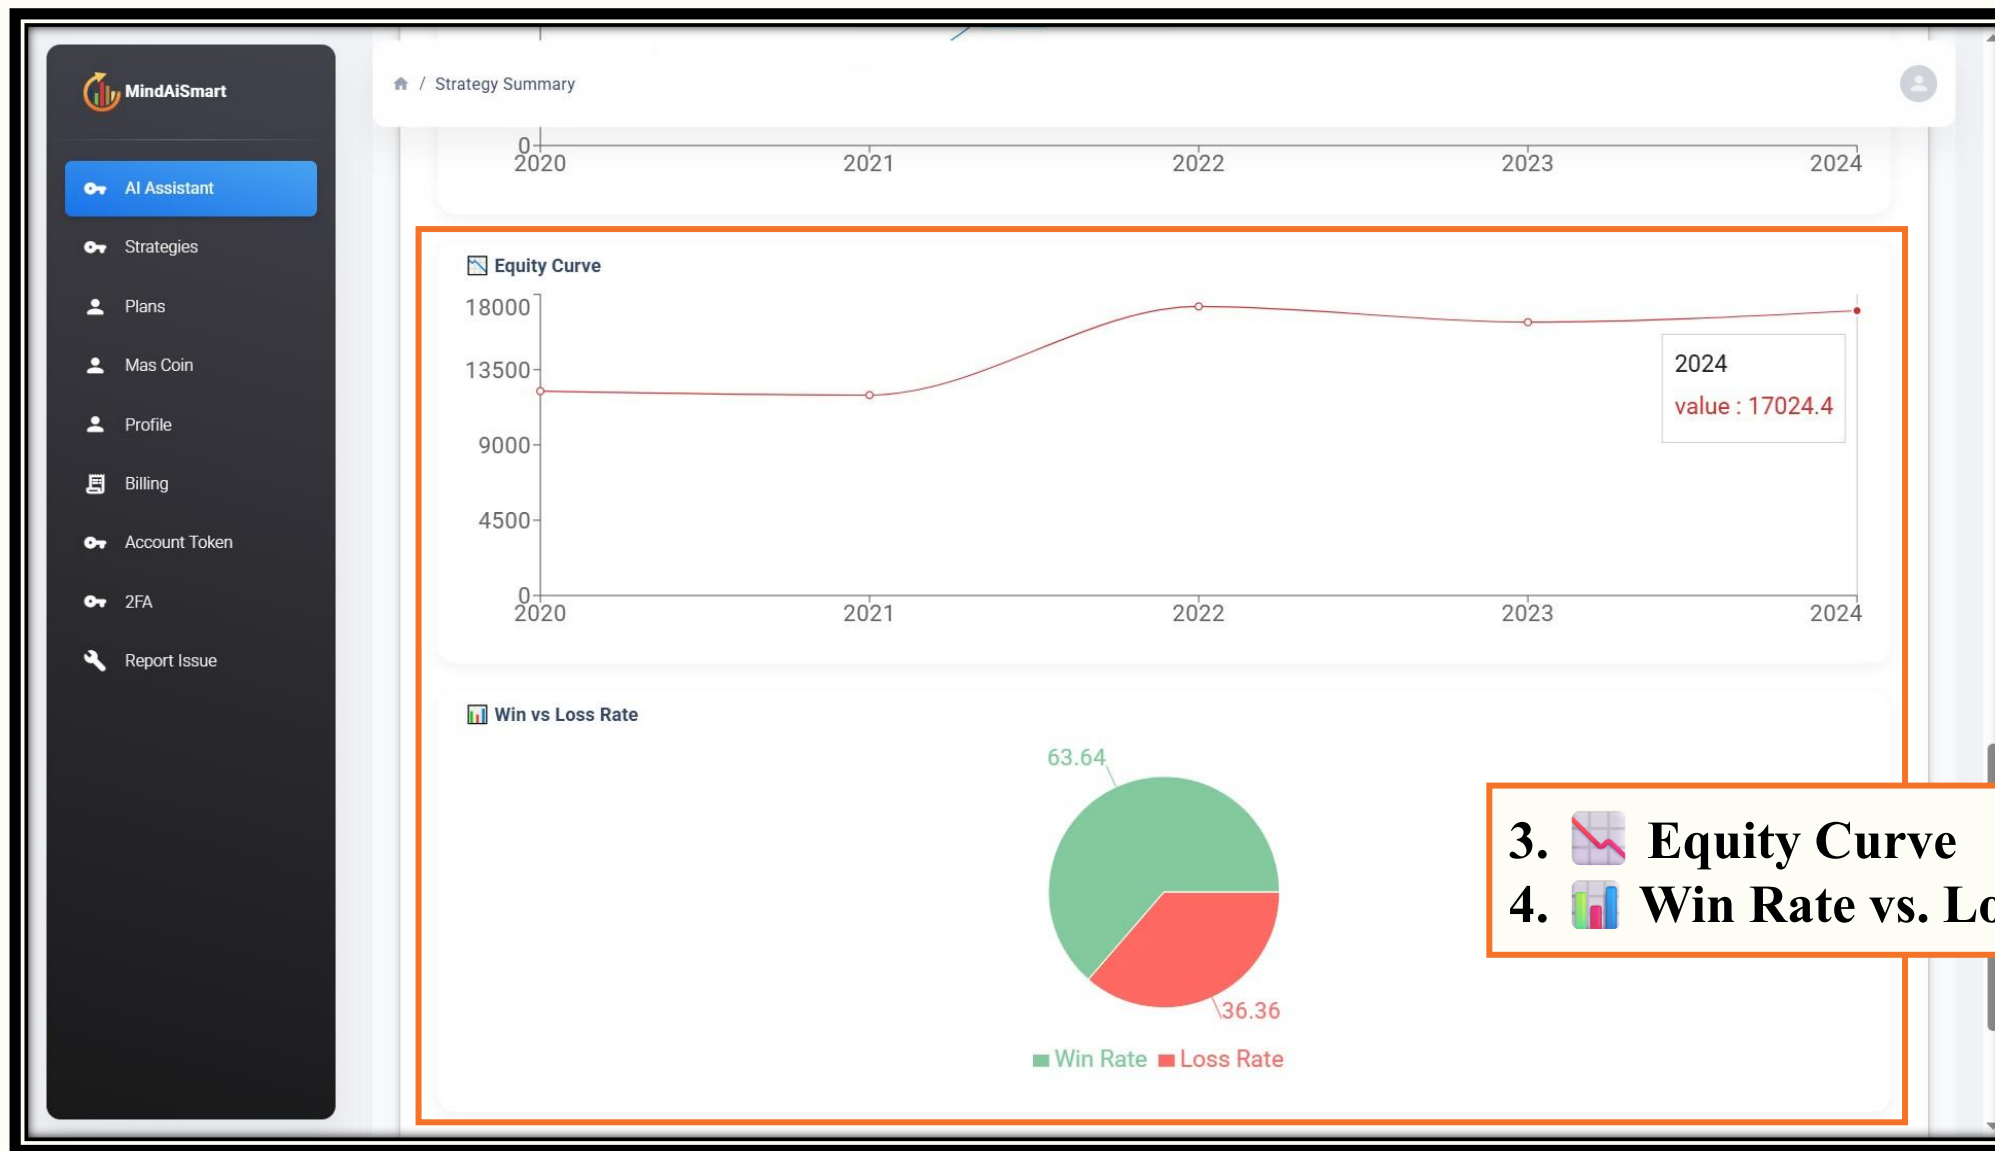 MindAiSmart
/ Strategy Summary
AI Assistant
Strategies
Plans
Mas Coin
Profile
Billing
Account Token
2FA
Report Issue
0
2020 2021 2022 2023 2024
Equity Curve
18000
13500
9000
4500
0
2020 2021 2022 2023 2024
2024
value : 17024.4
Win vs Loss Rate
63.64
36.36
Win Rate Loss Rate
3. Equity Curve
4. Win Rate vs. Lo